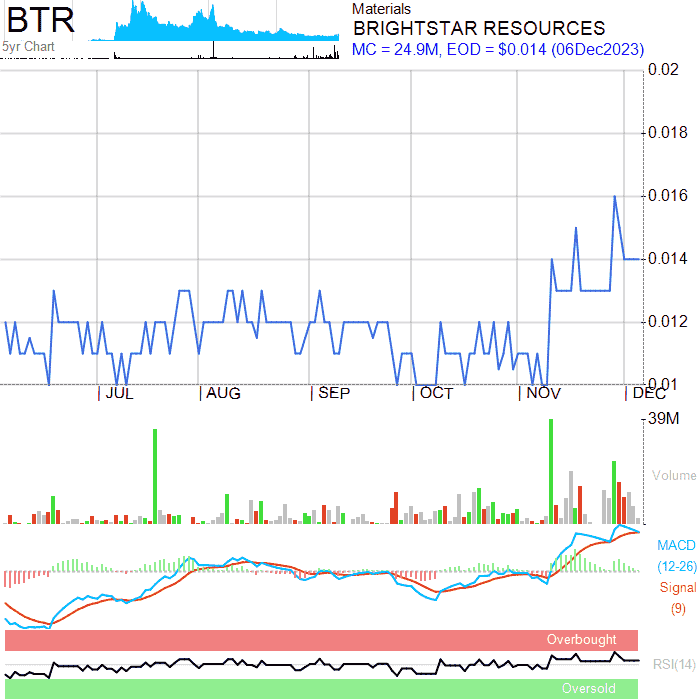 BTR
5yr Chart
Materials
BRIGHTSTAR RESOURCES
MC = 24.9M, EOD = $0.014 (06Dec2023)
0.02
0.018
0.016
0.014
0.012
0.01
JUL AUG SEP OCT NOV DEC
39M
Volume
MACD
(12-26)
Signal
(9)
Overbought
RSI(14)
Oversold